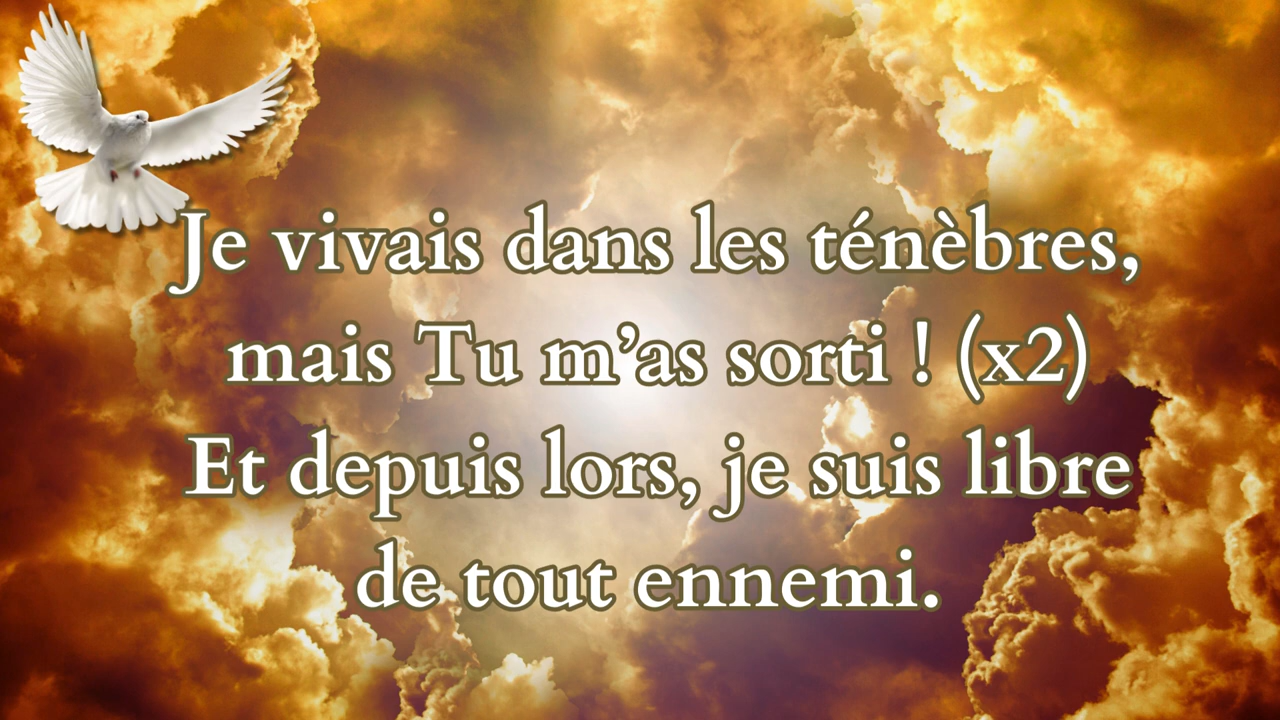 Je vivais dans les ténèbres,
mais Tu m’as sorti ! (x2)
Et depuis lors, je suis libre
de tout ennemi.